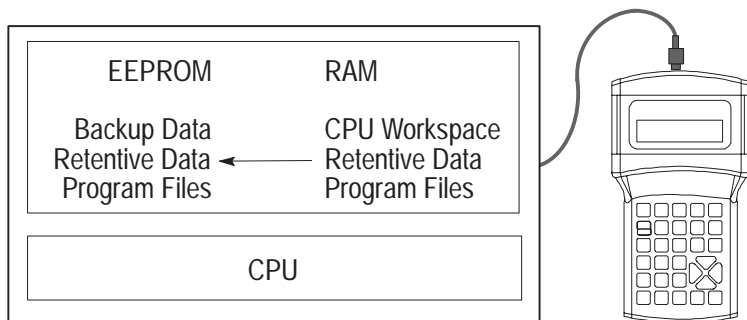 EEPROM
RAM
Backup Data
Retentive Data
Program Files
CPU Workspace
Retentive Data
Program Files
CPU